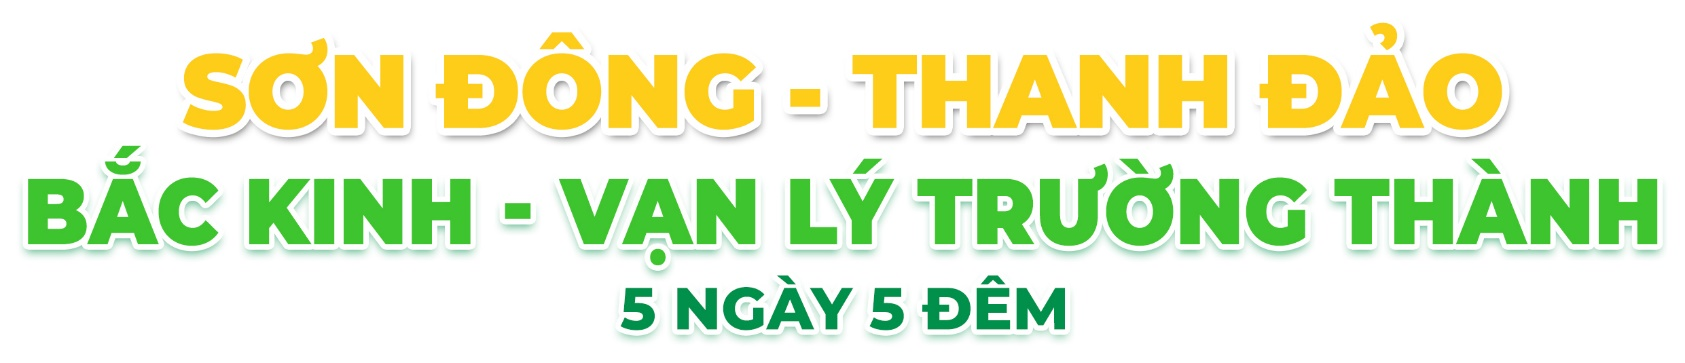 SƠN ĐÔNG - THANH ĐẢO
BẮC KINH - VẠN LÝ TRƯỜNG THÀNH
5 NGÀY 5 ĐÊM